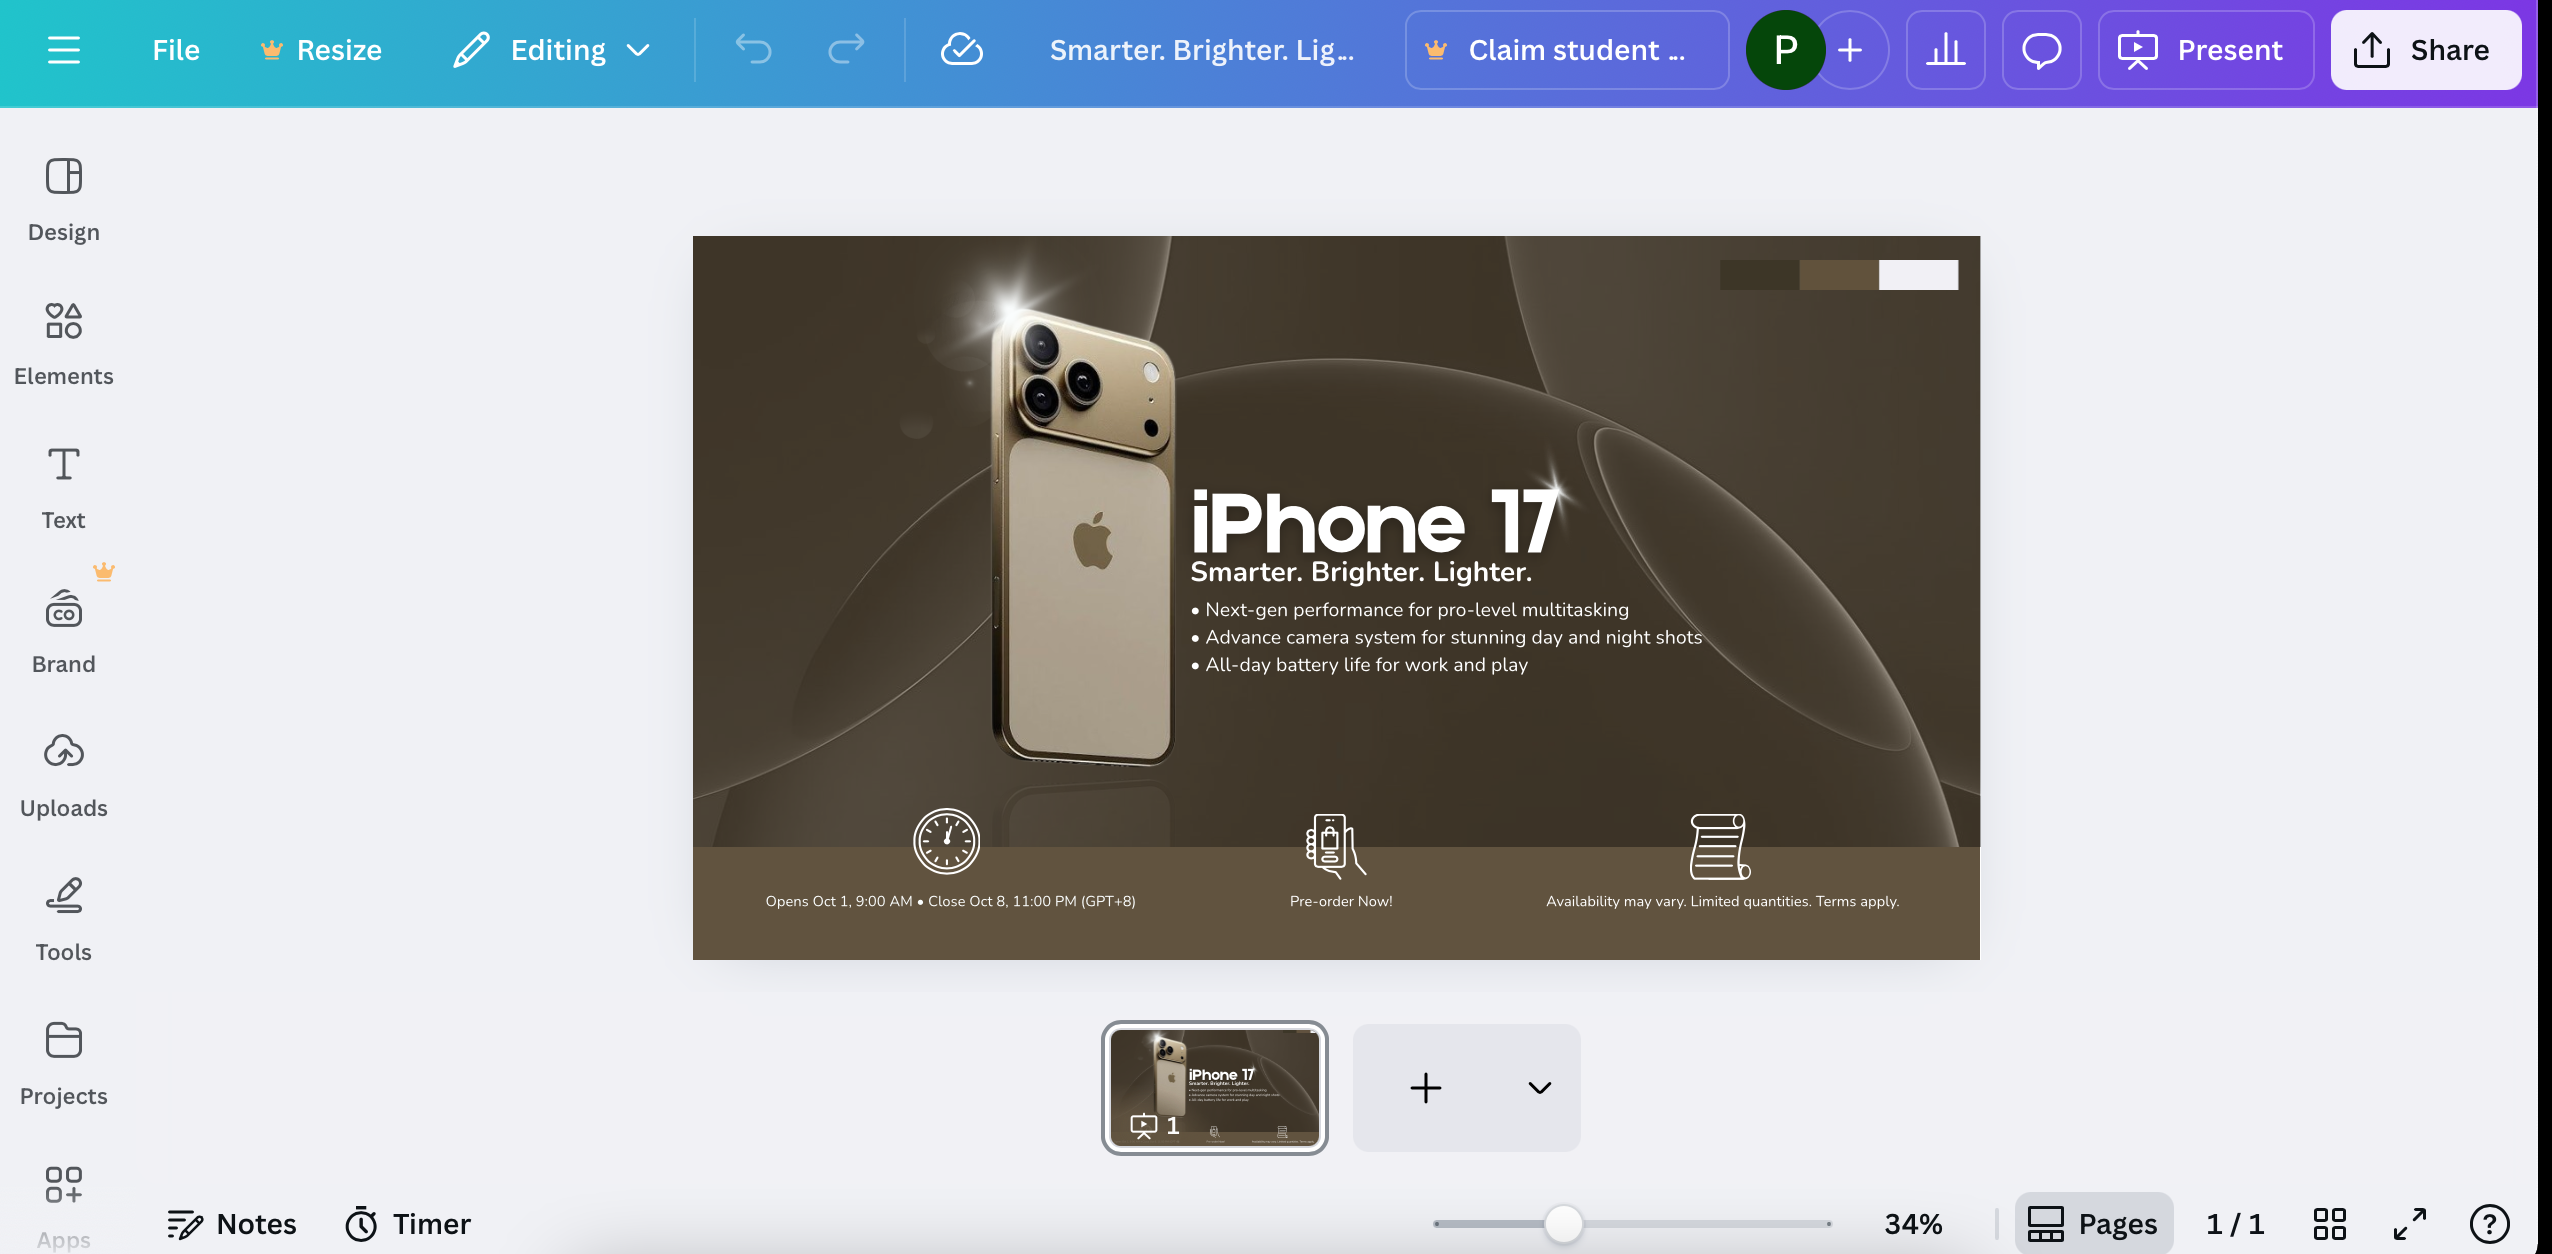 File
Resize
Editing
Smarter. Brighter. Lig...
Claim student ...
P
Present
Share
Design
Elements
Text
CO
Brand
Uploads
Tools
Projects
Apps
iPhone 17
Smarter. Brighter. Lighter.
• Next-gen performance for pro-level multitasking
• Advance camera system for stunning day and night shots
• All-day battery life for work and play
Opens Oct 1, 9:00 AM • Close Oct 8, 11:00 PM (GPT+8)
Pre-order Now!
Availability may vary. Limited quantities. Terms apply.
iPhone 17
Smarter. Brighter. Lighter.
1
Notes
Timer
34%
Pages
1 / 1